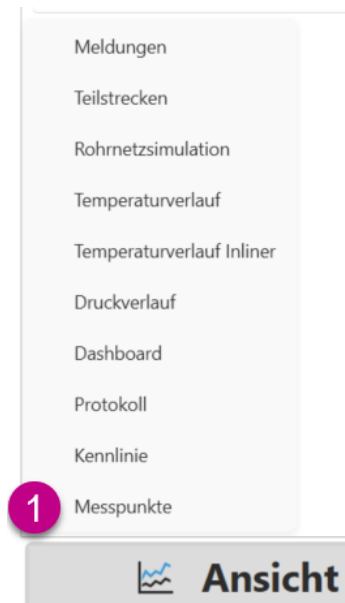 Meldungen
Teilstrecken
Rohrnetzsimulation
Temperaturverlauf
Temperaturverlauf Inliner
Druckverlauf
Dashboard
Protokoll
Kennlinie
1 Messpunkte
Ansicht